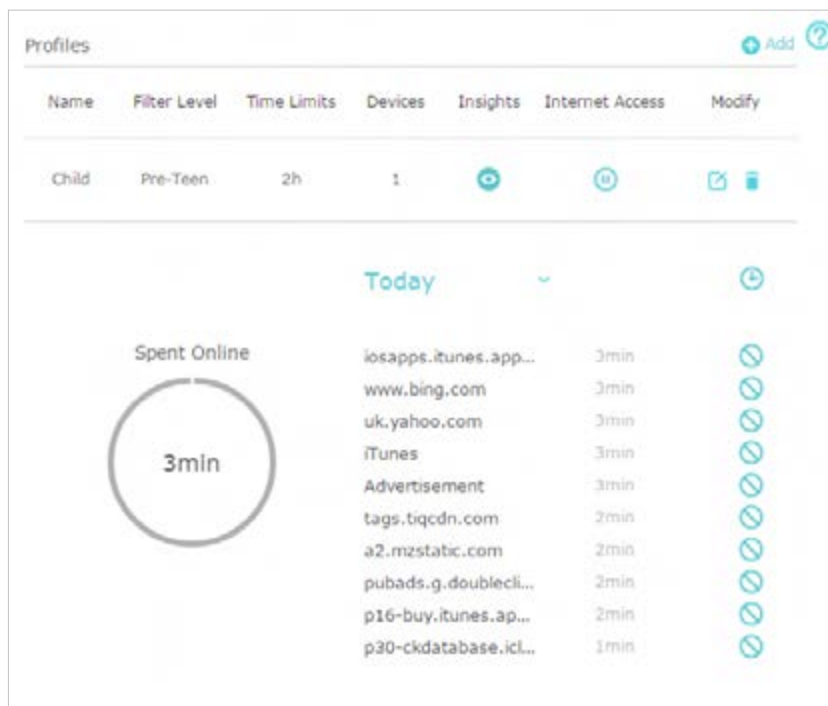 Profiles Add ?
Name Filter Level Time Limits Devices Insights Internet Access Modify
Child Pre-Teen 2h 1
Today
Spent Online
3min
iosapps.itunes.app... 3min
www.bing.com 3min
uk.yahoo.com 3min
iTunes 3min
Advertisement 3min
tags.tiqcdn.com 2min
a2.mzstatic.com 2min
pubads.g.doublecli... 2min
p16-buy.itunes.ap... 2min
p30-ckdatabase.icl... 1min